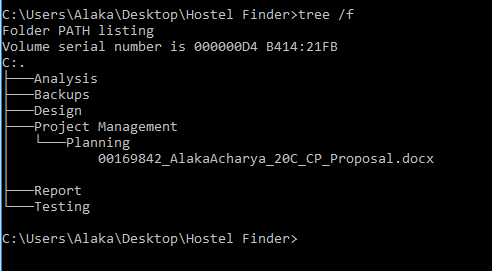 C:\Users\Alaka\Desktop\Hostel Finder>tree /f
Folder PATH listing
Volume serial number is 000000D4 B414:21FB
C:.
├───Analysis
├───Backups
├───Design
├───Project Management
│   └───Planning
│           00169842_AlakaAcharya_20C_CP_Proposal.docx
│
├───Report
└───Testing
C:\Users\Alaka\Desktop\Hostel Finder>